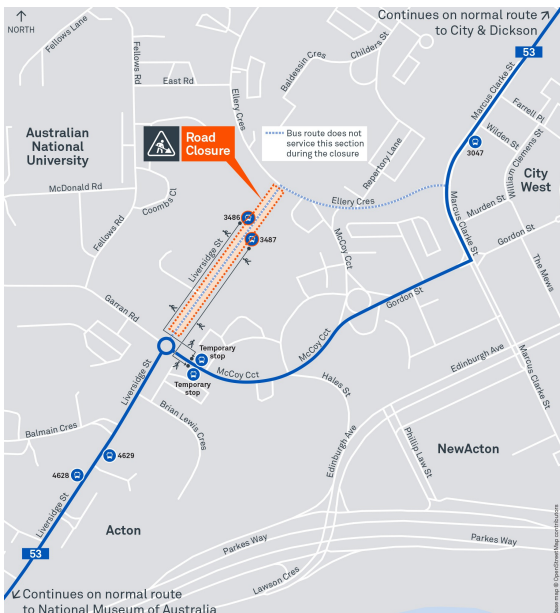 Continues on normal route
to City & Dickson
NORTH
53
Fellows Ln
Fellows Rd
East Rd
Ellery Cres
Baldessin Cres
Childers St
Marcus Clarke St
Farrell Pl
Wilden St
William Clemens St
3047
Australian
National
University
Road
Closure
Bus route does not
service this section
during the closure
Repertory Lane
City
West
McDonald Rd
Coombs Cl
Ellery Cres
Murden St
Marcus Clarke St
3486
3487
Fellows Rd
Liversidge St
McCoy Cct
Gordon St
The Mews
Garran Rd
Gordon St
McCoy Cct
Temporary
stop
Edinburgh Ave
Marcus Clarke St
Liversidge St
Temporary
stop
McCoy Cct
Hales St
Brian Lewis Cres
Balmain Cres
Edinburgh Ave
Phillip Law St
NewActon
4629
4628
Liversidge St
Acton
Parkes Way
Parkes Way
53
Lawson Cres
Continues on normal route
to National Museum of Australia